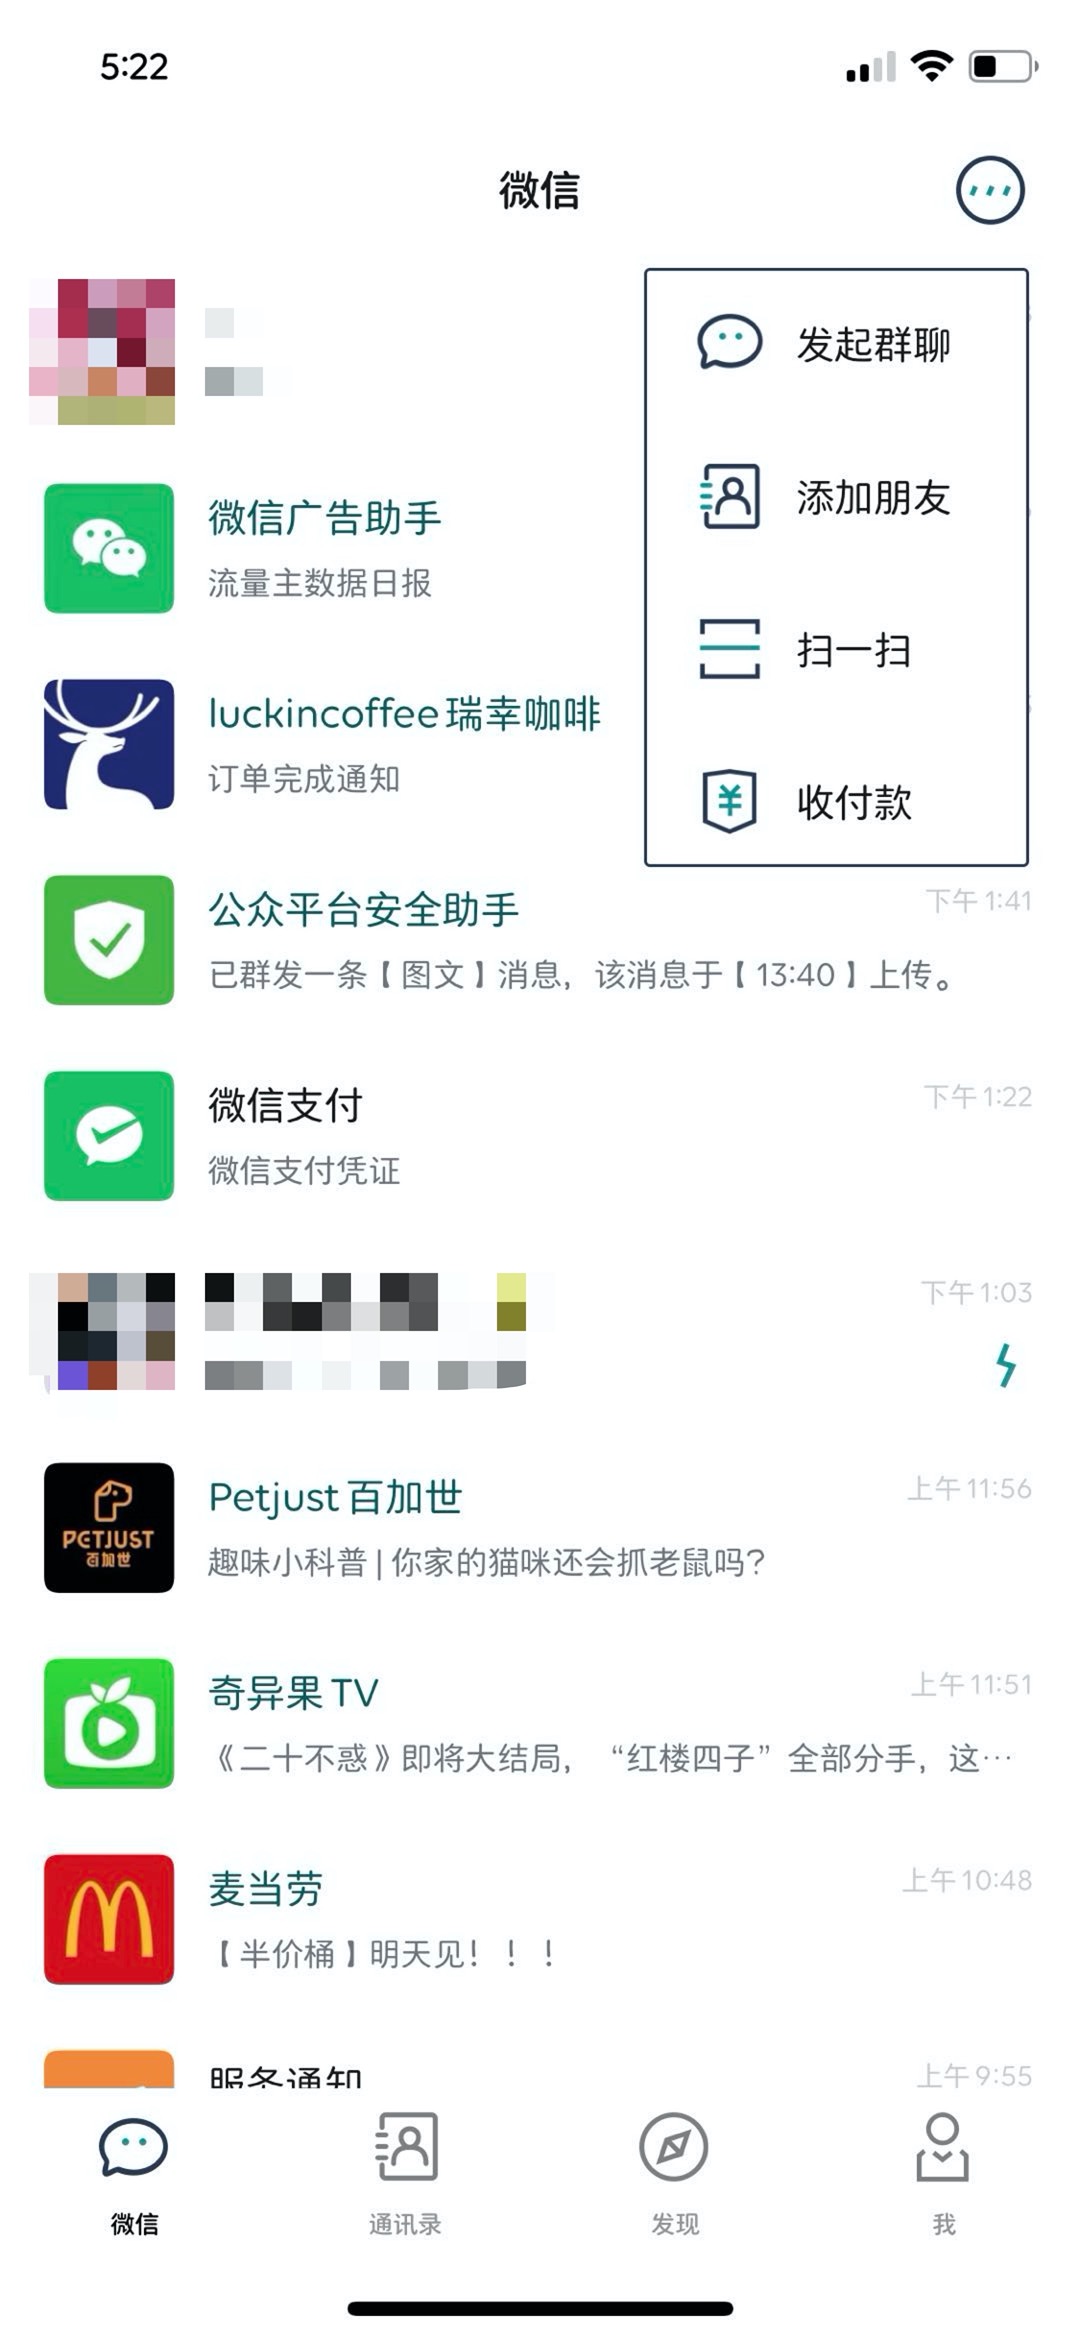 5:22
微信
发起群聊
添加朋友
扫一扫
收付款
微信广告助手
流量主数据日报
luckincoffee瑞幸咖啡
订单完成通知
公众平台安全助手
下午 1:41
已群发一条【图文】消息，该消息于【13:40】上传。
微信支付
下午 1:22
微信支付凭证
下午 1:03
Petjust 百加世
上午 11:56
PETJUST
百加世
趣味小科普 | 你家的猫咪还会抓老鼠吗？
奇异果 TV
上午 11:51
《二十不惑》即将大结局，“红楼四子”全部分手，这…
麦当劳
上午 10:48
【半价桶】明天见！！！
服务通知
上午 9:55
微信
通讯录
发现
我